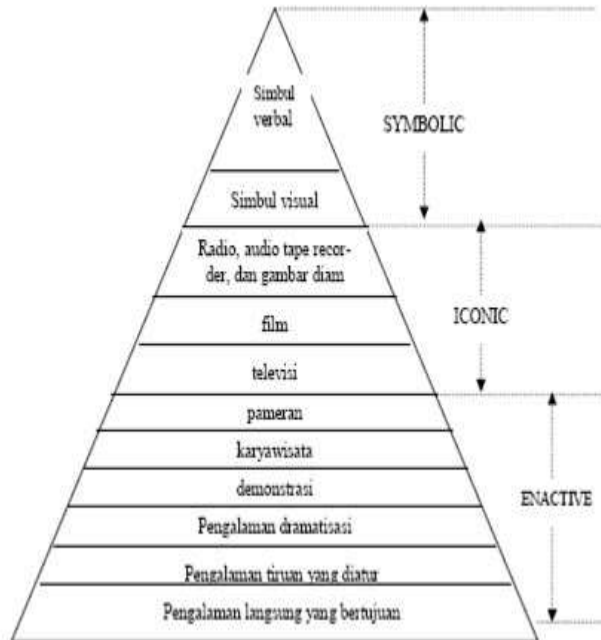 Simbul
verbal
SYMBOLIC
Simbul visual
Radio, audio tape recor-
der, dan gambar diam
ICONIC
film
televisi
pameran
karyawisata
demonstrasi
ENACTIVE
Pengalaman dramatisasi
Pengalaman tiruan yang diatur
Pengalaman langsung yang bertujuan